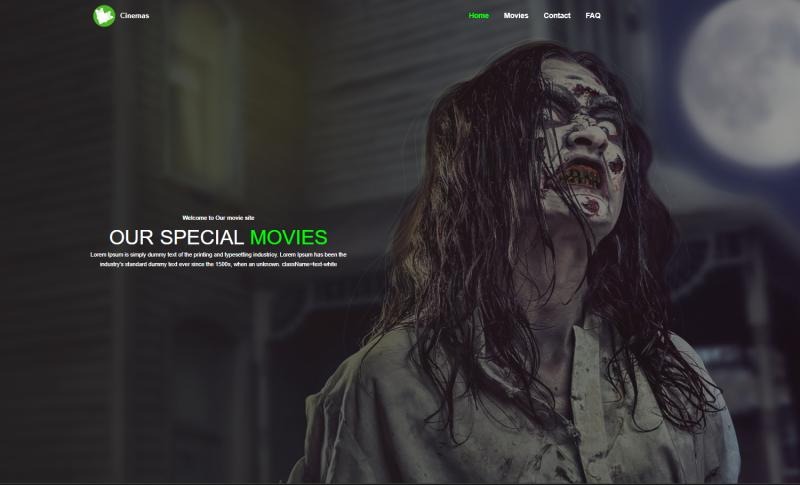 Cinemas
Home Movies Contact FAQ
Welcome to Our movie site
OUR SPECIAL MOVIES
Lorem Ipsum is simply dummy text of the printing and typesetting industrioy. Lorem Ipsum has been the
industry's standard dummy text ever since the 1500s, when an unknown. className=text-white